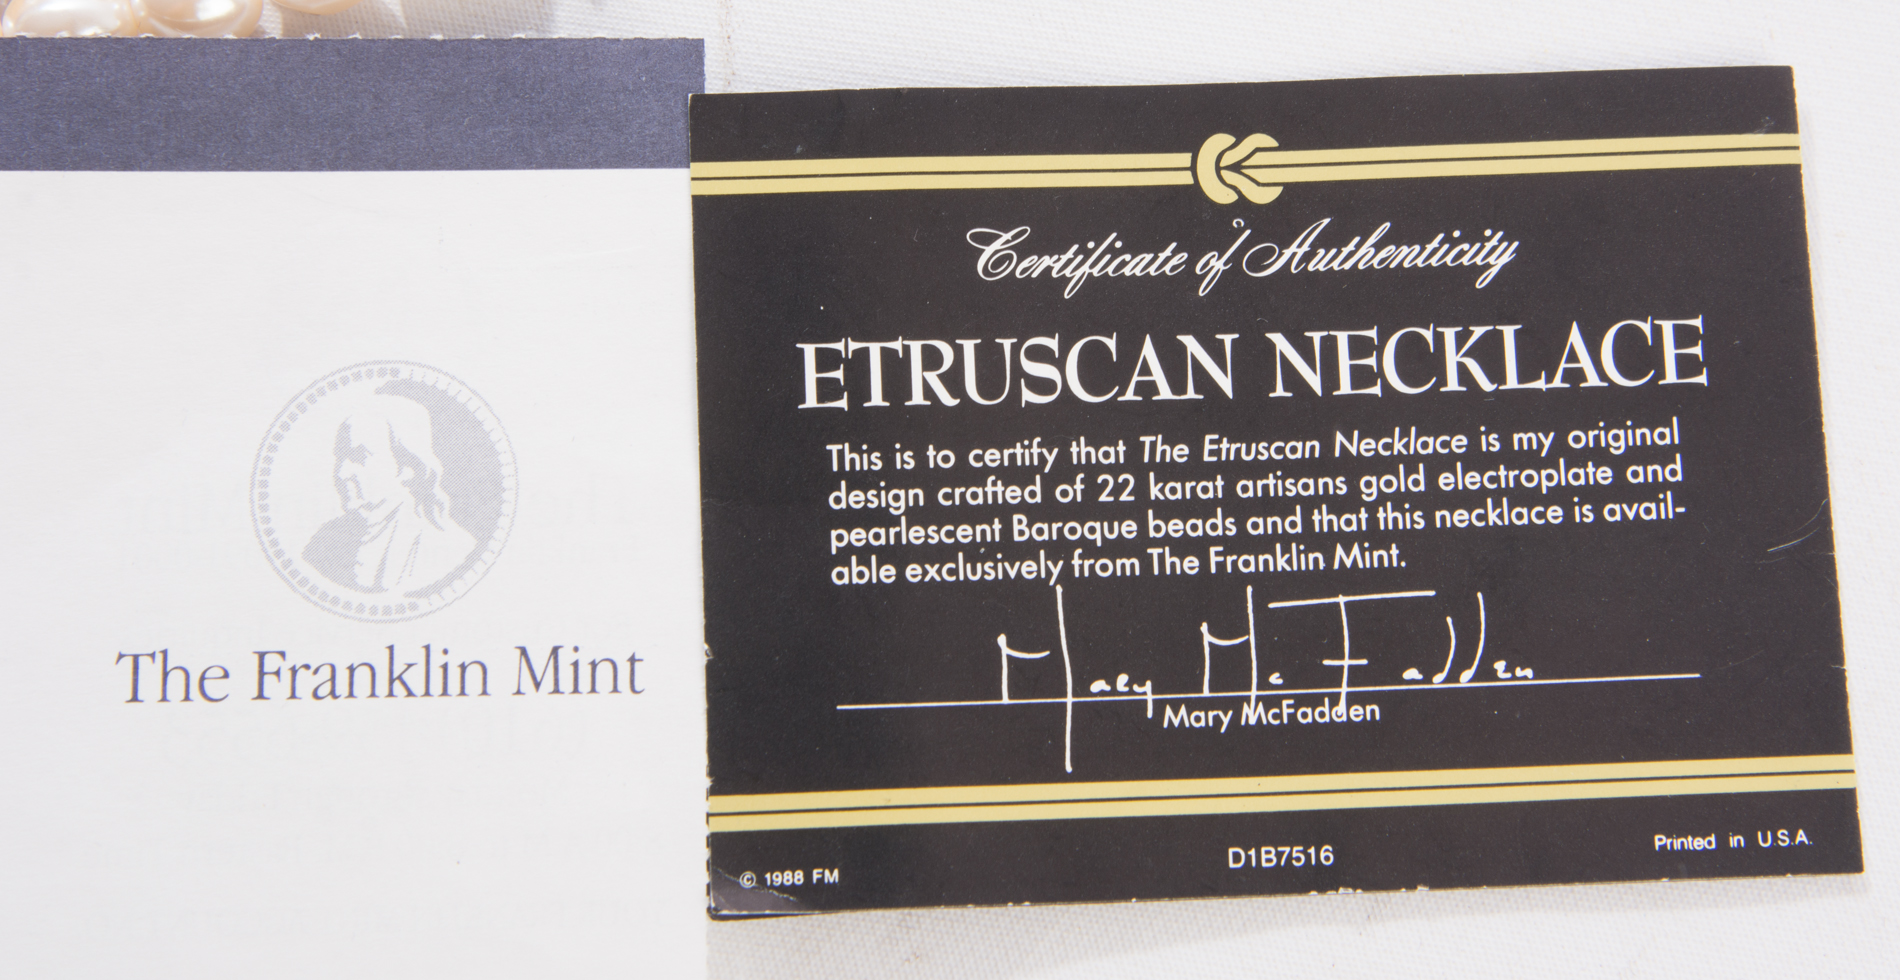 The Franklin Mint
Certificate of Authenticity
ETRUSCAN NECKLACE
This is to certify that The Etruscan Necklace is my original
design crafted of 22 karat artisans gold electroplate and
pearlescent Baroque beads and that this necklace is avail-
able exclusively from The Franklin Mint.
Mary McFadden
Mary McFadden
© 1988 FM
D1B7516
Printed in U.S.A.